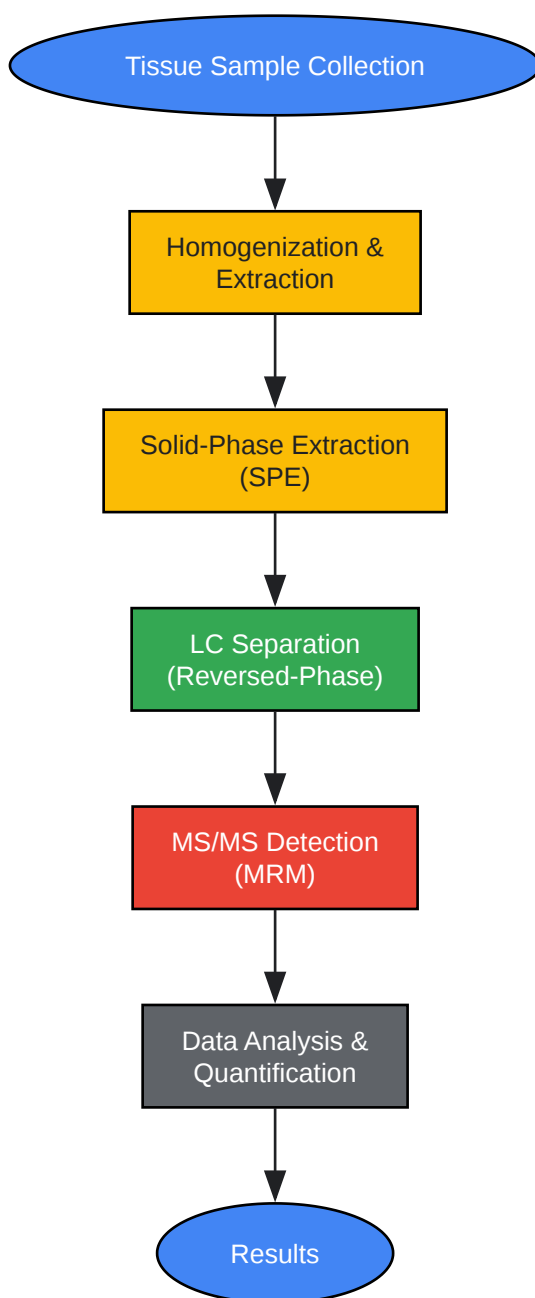 Tissue Sample Collection
Homogenization &
Extraction
Solid-Phase Extraction
(SPE)
LC Separation
(Reversed-Phase)
MS/MS Detection
(MRM)
Data Analysis &
Quantification
Results